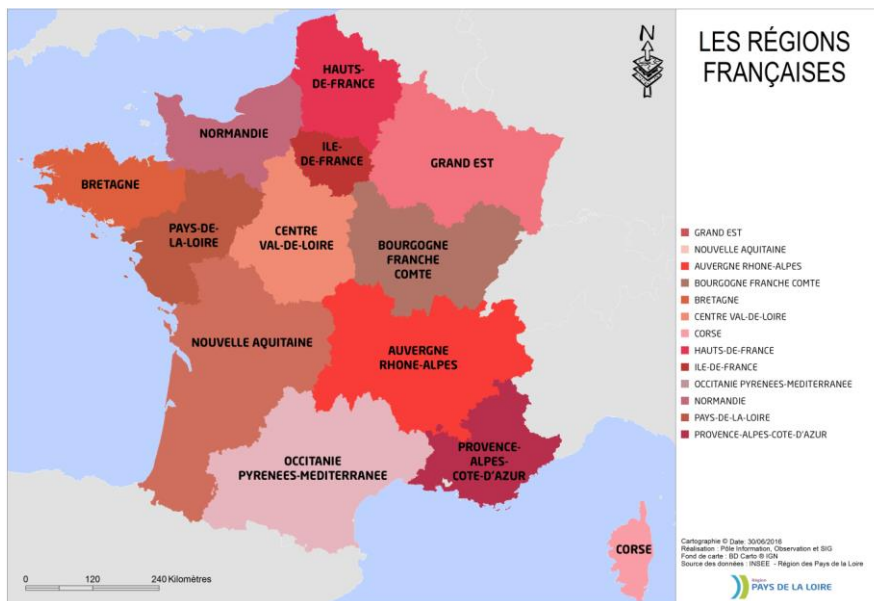 LES RÉGIONS
FRANÇAISES
N
HAUTS-
DE-FRANCE
NORMANDIE
ILE-
DE-FRANCE
GRAND EST
BRETAGNE
PAYS-DE-
LA-LOIRE
CENTRE
VAL-DE-LOIRE
BOURGOGNE
FRANCHE
COMTE
NOUVELLE AQUITAINE
AUVERGNE
RHONE-ALPES
OCCITANIE
PYRENEES-MEDITERRANEE
PROVENCE-
ALPES-
COTE-D'AZUR
CORSE
0 120 240 Kilomètres
GRAND EST
NOUVELLE AQUITAINE
AUVERGNE RHONE-ALPES
BOURGOGNE FRANCHE COMTE
BRETAGNE
CENTRE VAL-DE-LOIRE
CORSE
HAUTS-DE-FRANCE
ILE-DE-FRANCE
OCCITANIE PYRENEES-MEDITERRANEE
NORMANDIE
PAYS-DE-LA-LOIRE
PROVENCE-ALPES-COTE-D'AZUR
Cartographie © Date: 30/06/2016
Réalisation : Pôle Information, Observation et SIG
Fond de carte : BD Carto ® IGN
Source des données : INSEE - Région des Pays de la Loire
Région
PAYS DE LA LOIRE